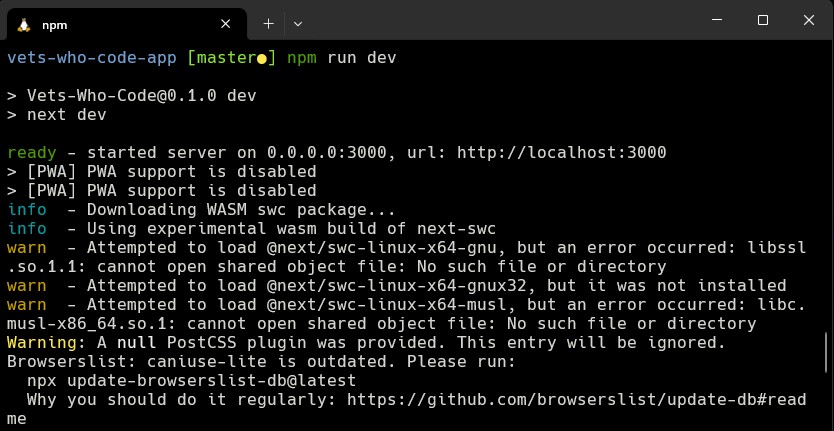 npm
vets-who-code-app [master●] npm run dev
> Vets-Who-Code@0.1.0 dev
> next dev
ready - started server on 0.0.0.0:3000, url: http://localhost:3000
> [PWA] PWA support is disabled
> [PWA] PWA support is disabled
info  - Downloading WASM swc package...
info  - Using experimental wasm build of next-swc
warn  - Attempted to load @next/swc-linux-x64-gnu, but an error occurred: libssl
.so.1.1: cannot open shared object file: No such file or directory
warn  - Attempted to load @next/swc-linux-x64-gnux32, but it was not installed
warn  - Attempted to load @next/swc-linux-x64-musl, but an error occurred: libc.
musl-x86_64.so.1: cannot open shared object file: No such file or directory
Warning: A null PostCSS plugin was provided. This entry will be ignored.
Browserslist: caniuse-lite is outdated. Please run:
  npx update-browserslist-db@latest
  Why you should do it regularly: https://github.com/browserslist/update-db#read
me